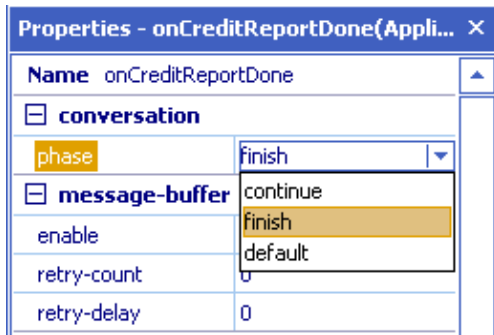 Properties - onCreditReportDone(Appli... ×
Name onCreditReportDone
conversation
phase finish
message-buffer continue
finish
enable
default
retry-count 0
retry-delay 0